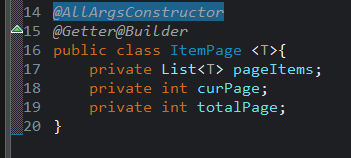 14 @AllArgsConstructor
15 @Getter@Builder
16 public class ItemPage <T>{
17     private List<T> pageItems;
18     private int curPage;
19     private int totalPage;
20 }